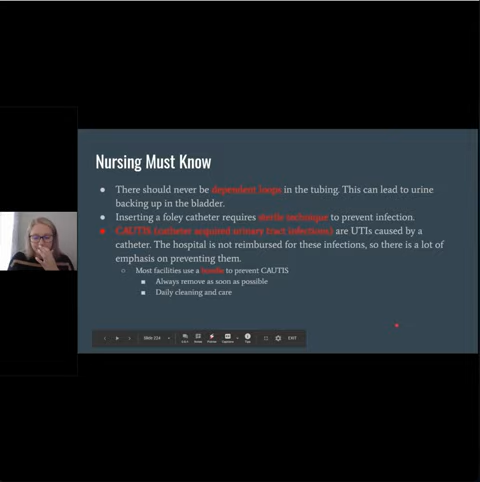 Nursing Must Know
There should never be dependent loops in the tubing. This can lead to urine
backing up in the bladder.
Inserting a foley catheter requires sterile technique to prevent infection.
CAUTIS (catheter acquired urinary tract infections) are UTIs caused by a
catheter. The hospital is not reimbursed for these infections, so there is a lot of
emphasis on preventing them.
Most facilities use a bundle to prevent CAUTIS
Always remove as soon as possible
Daily cleaning and care
Slide 224
EXIT